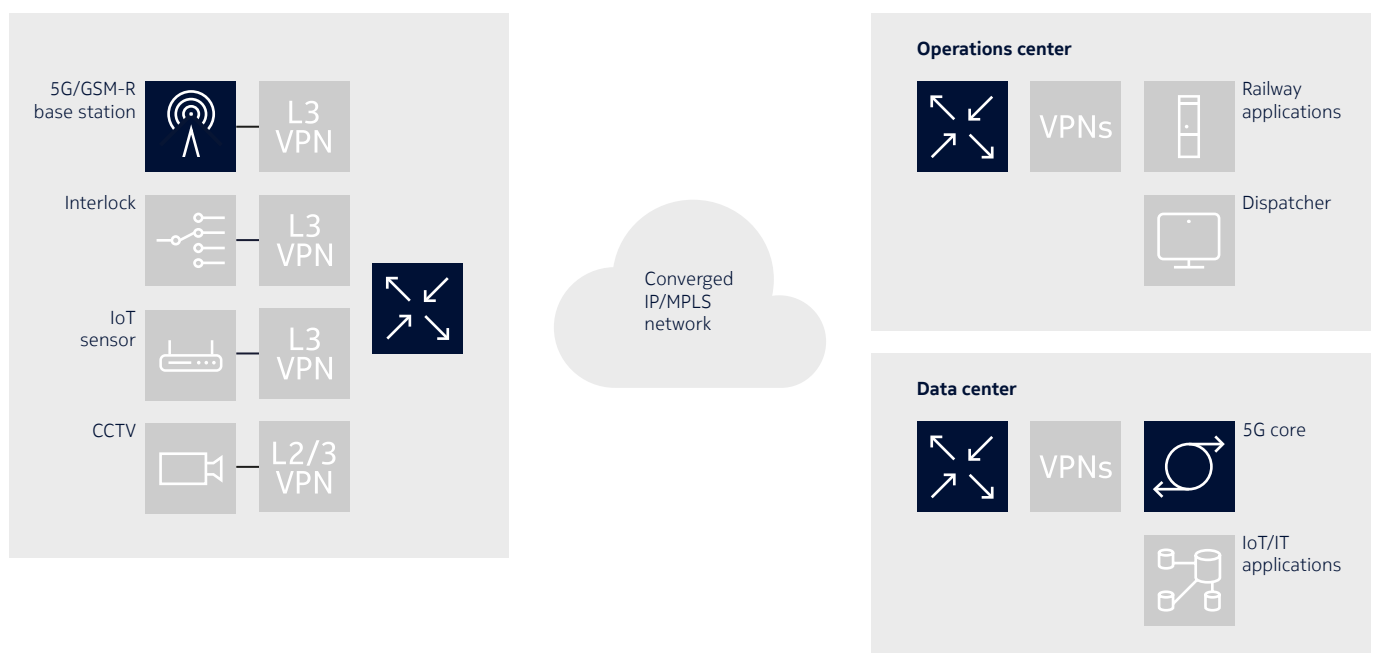 5G/GSM-R
base station
L3
VPN
Interlock
L3
VPN
IoT
sensor
L3
VPN
CCTV
L2/3
VPN
Converged
IP/MPLS
network
Operations center
VPNs
Railway
applications
Dispatcher
Data center
VPNs
5G core
IoT/IT
applications